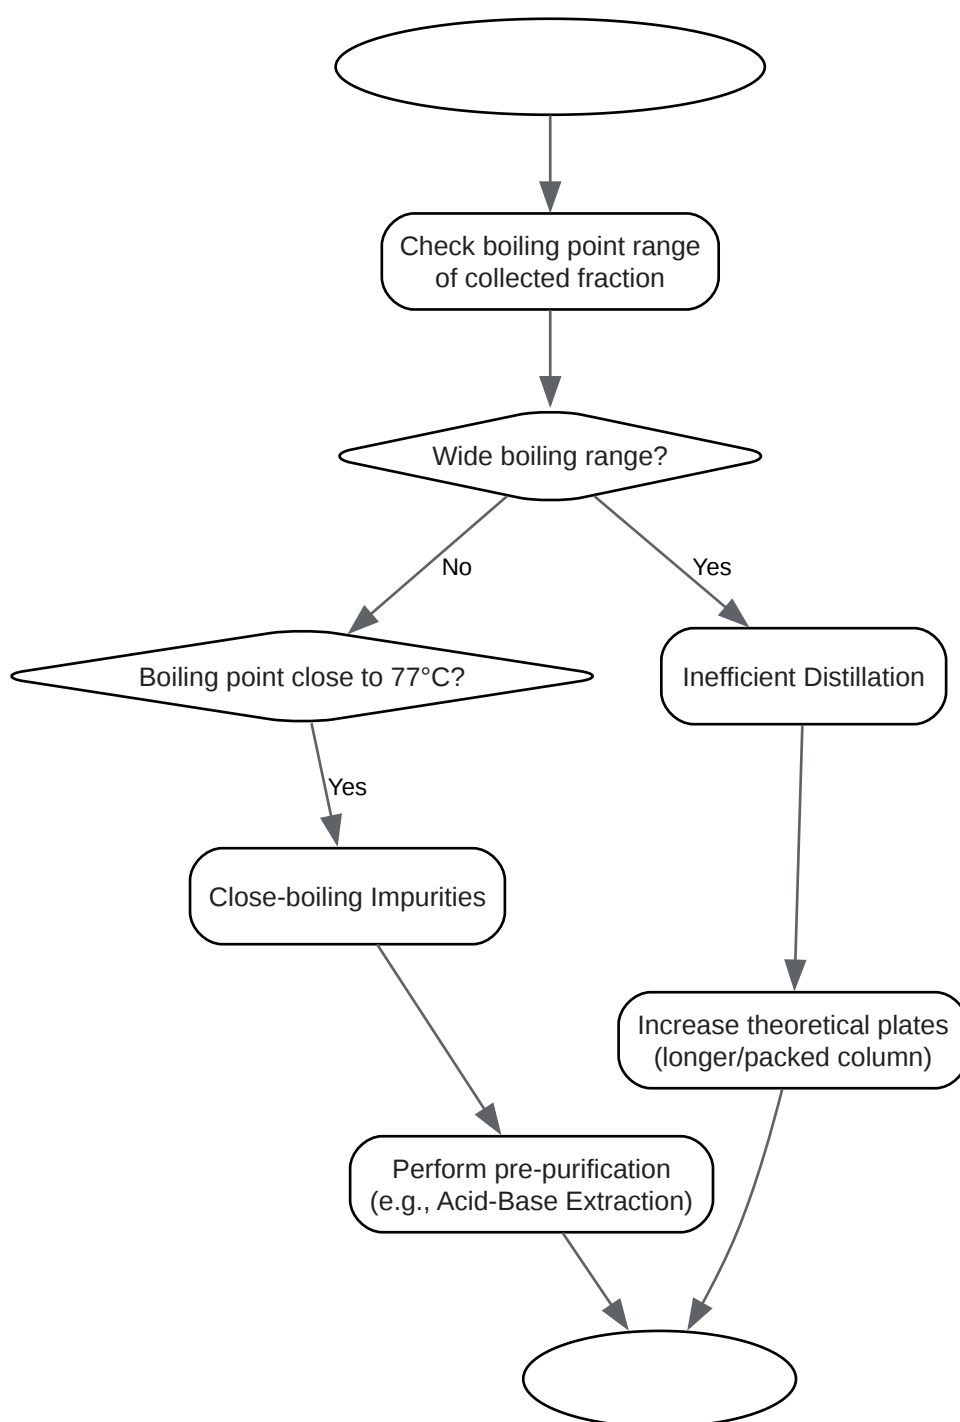 Check boiling point range
of collected fraction
Wide boiling range?
No
Yes
Boiling point close to 77°C?
Inefficient Distillation
Yes
Close-boiling Impurities
Increase theoretical plates
(longer/packed column)
Perform pre-purification
(e.g., Acid-Base Extraction)